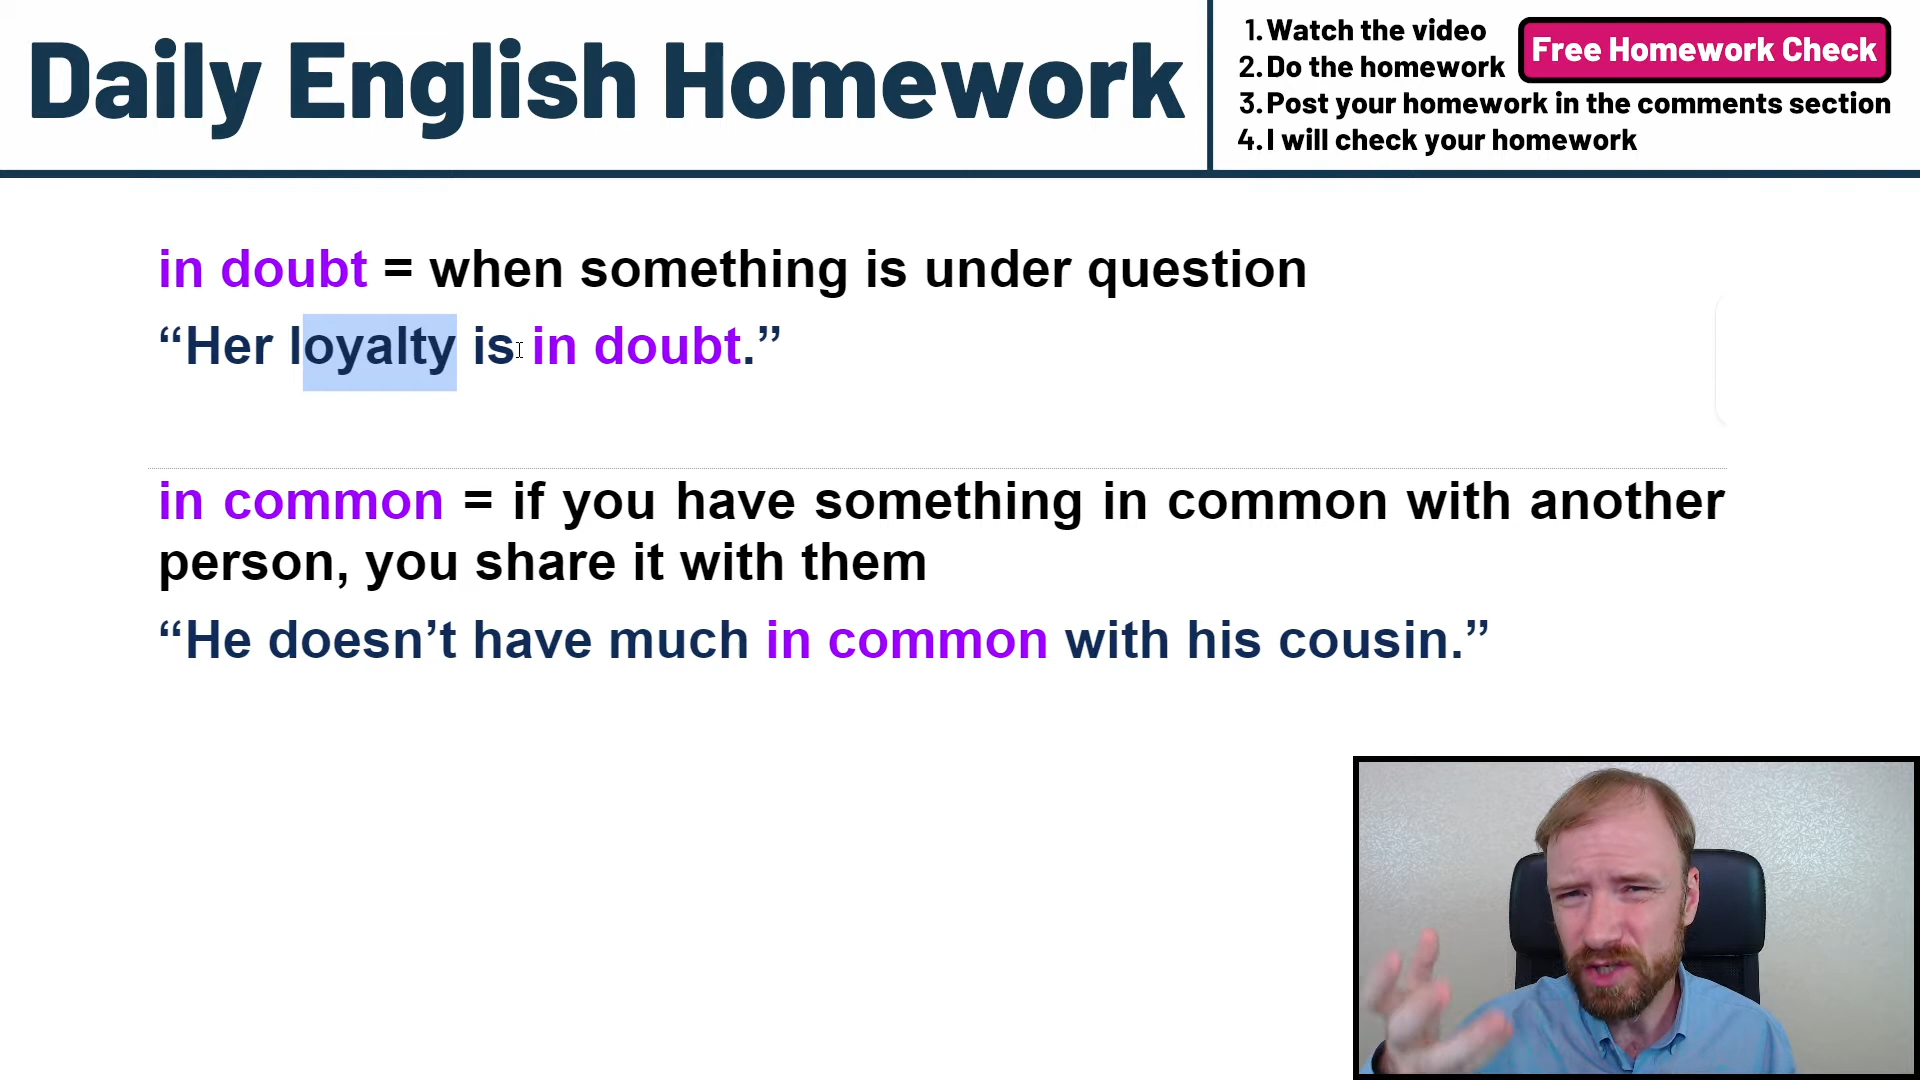 Daily English Homework
1. Watch the video
2. Do the homework
Free Homework Check
3. Post your homework in the comments section
4. I will check your homework
in doubt = when something is under question
“Her loyalty is in doubt.”
in common = if you have something in common with another
person, you share it with them
“He doesn’t have much in common with his cousin.”